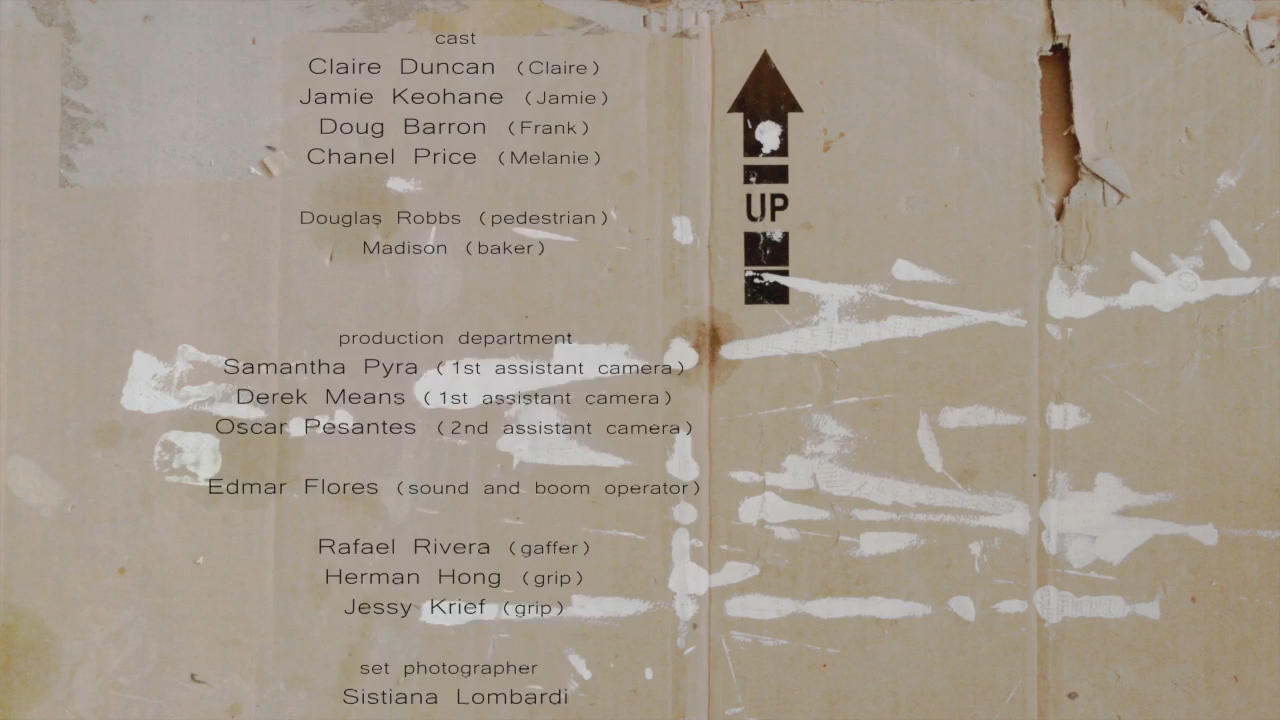 cast
Claire Duncan (Claire)
Jamie Keohane (Jamie)
Doug Barron (Frank)
Chanel Price (Melanie)
Douglas Robbs (pedestrian)
Madison (baker)
UP
production department
Samantha Pyra (1st assistant camera)
Derek Means (1st assistant camera)
Oscar Pesantes (2nd assistant camera)
Edmar Flores (sound and boom operator)
Rafael Rivera (gaffer)
Herman Hong (grip)
Jessy Krief (grip)
set photographer
Sistiana Lombardi